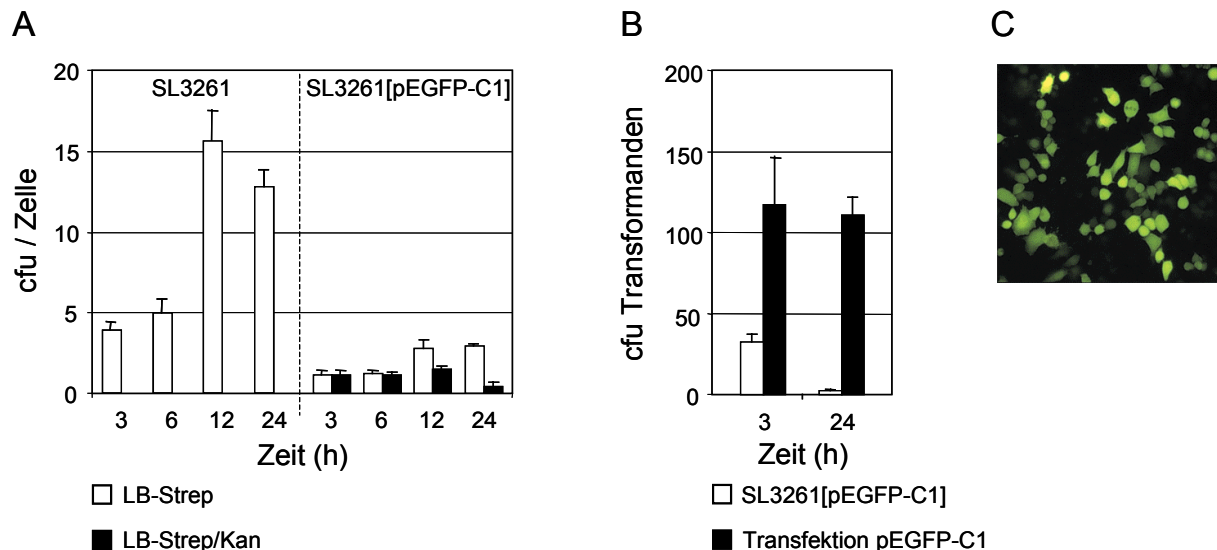 A
B
C
cfu / Zelle
20
15
10
5
0
SL3261
SL3261[pEGFP-C1]
3 6 12 24 3 6 12 24
Zeit (h)
LB-Strep
LB-Strep/Kan
cfu Transformanden
200
150
100
50
0
3 24
Zeit (h)
SL3261[pEGFP-C1]
Transfektion pEGFP-C1